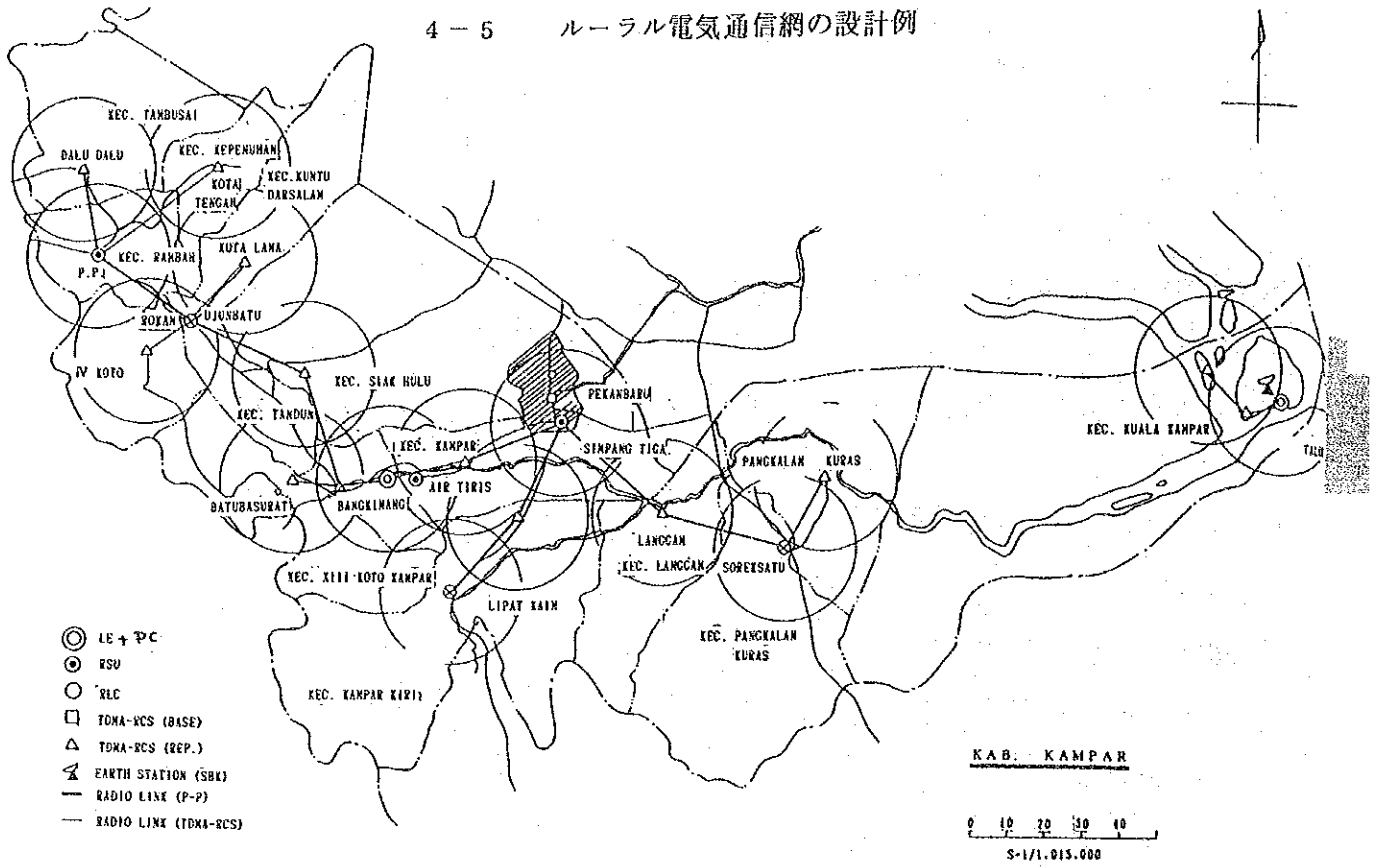 4-5 ルーラル電気通信網の設計例
KEC. TAMBUSAI
DALU DALU
KEC. KEPENUHAN
KOTA
TENGAH
KEC. KUNTU
DARSALAM
KEC. RAMBAH
KOTA LAMA
ROKAN
UJUNBATU
IV KOTO
KEC. SIAK HULU
KEC. TANDUN
PEKANBARU
KEC. KAMPAR
SIMPANG TIGA
AIR TIRIS
BATUBASURAT
BANGKINANG
PANGKALAN
KURAS
KEC. KUALA KAMPAR
LANGGAM
KEC. LANGGAM
SOREKSATU
KEC. XIII KOTO KAMPAR
LIPAT KAIN
KEC. PANGKALAN
KURAS
KEC. KAMPAR KIRI
LE + PC
RSU
RLC
TDMA-RCS (BASE)
TDMA-RCS (REP.)
EARTH STATION (SBK)
RADIO LINK (P-P)
RADIO LINK (TDMA-RCS)
KAB. KAMPAR
0 10 20 30 40
S-1/1.015.000